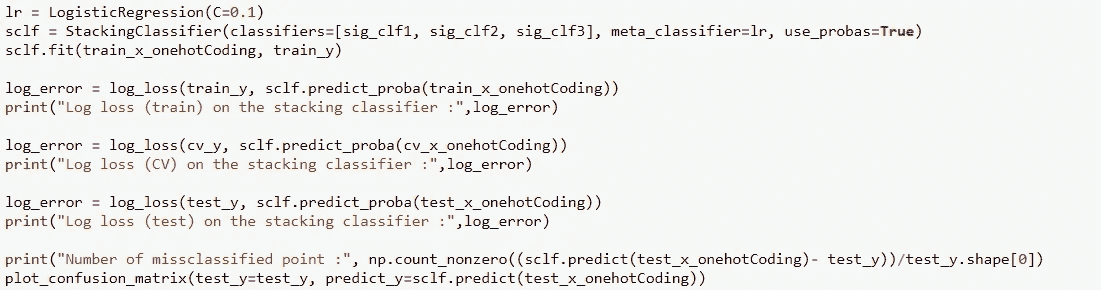 lr = LogisticRegression(C=0.1)
sclf = StackingClassifier(classifiers=[sig_clf1, sig_clf2, sig_clf3], meta_classifier=lr, use_probas=True)
sclf.fit(train_x_onehotCoding, train_y)
log_error = log_loss(train_y, sclf.predict_proba(train_x_onehotCoding))
print("Log loss (train) on the stacking classifier :",log_error)
log_error = log_loss(cv_y, sclf.predict_proba(cv_x_onehotCoding))
print("Log loss (CV) on the stacking classifier :",log_error)
log_error = log_loss(test_y, sclf.predict_proba(test_x_onehotCoding))
print("Log loss (test) on the stacking classifier :",log_error)
print("Number of missclassified point :", np.count_nonzero((sclf.predict(test_x_onehotCoding)- test_y))/test_y.shape[0])
plot_confusion_matrix(test_y=test_y, predict_y=sclf.predict(test_x_onehotCoding))